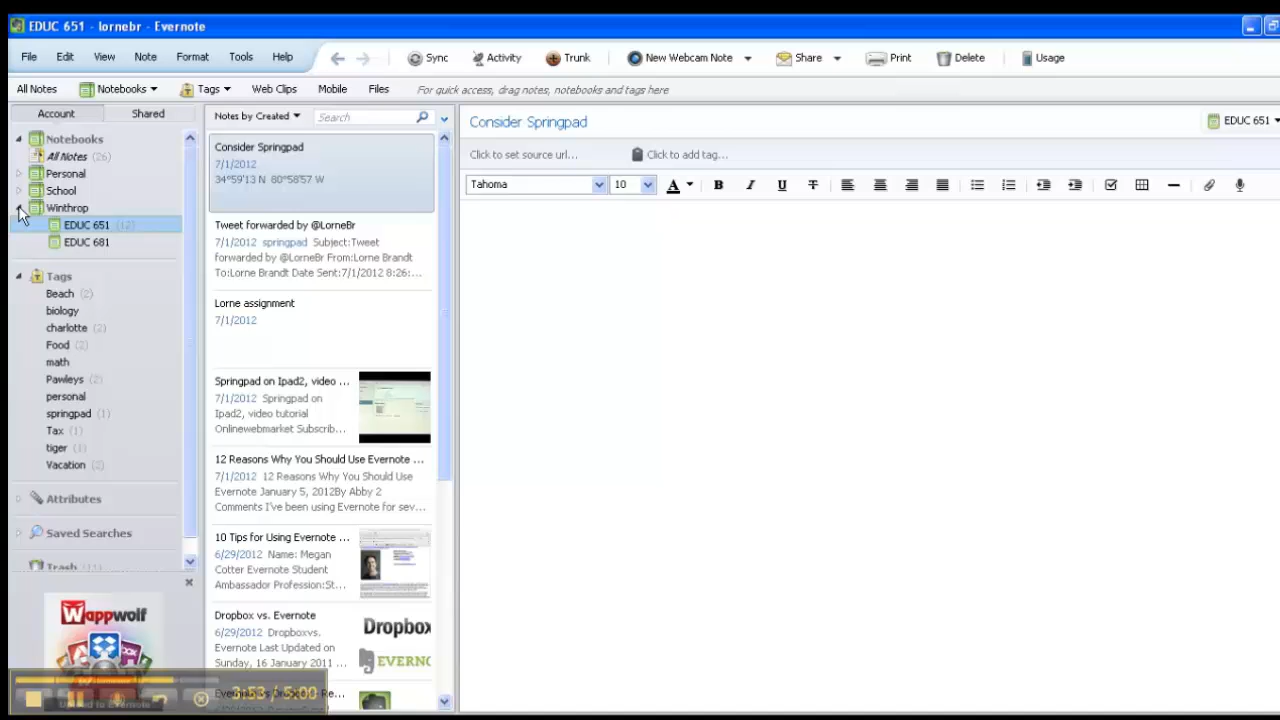 EDUC 651 - lornebr - Evernote
File Edit View Note Format Tools Help Sync Activity Trunk New Webcam Note Share Print Delete Usage
All Notes Notebooks Tags Web Clips Mobile Files For quick access, drag notes, notebooks and tags here
Account Shared
Notebooks
All Notes (26)
Personal
School
Winthrop
EDUC 651 (12)
EDUC 681
Tags
Beach (2)
biology
charlotte (2)
Food (2)
math
Pawleys (2)
personal
springpad (1)
Tax (1)
tiger (1)
Vacation (2)
Attributes
Saved Searches
Trash
Wappwolf
3:53 / 5:00
Notes by Created Search
Consider Springpad
7/1/2012
34°59'13 N 80°58'57 W
Tweet forwarded by @LorneBr
7/1/2012 springpad Subject:Tweet
forwarded by @LorneBr From:Lorne Brandt
To:Lorne Brandt Date Sent:7/1/2012 8:26:...
Lorne assignment
7/1/2012
Springpad on Ipad2, video ...
7/1/2012 Springpad on
Ipad2, video tutorial
Onlinewebmarket Subscrib...
12 Reasons Why You Should Use Evernote ...
7/1/2012 12 Reasons Why You Should Use
Evernote January 5, 2012By Abby 2
Comments I've been using Evernote for sev...
10 Tips for Using Evernote ...
6/29/2012 Name: Megan
Cotter Evernote Student
Ambassador Profession:St...
Dropbox vs. Evernote
6/29/2012 Dropboxvs.
Evernote Last Updated on
Sunday, 16 January 2011 ...
Dropbox
EVERN
Consider Springpad EDUC 651
Click to set source url... Click to add tag...
Tahoma 10 A B I U T